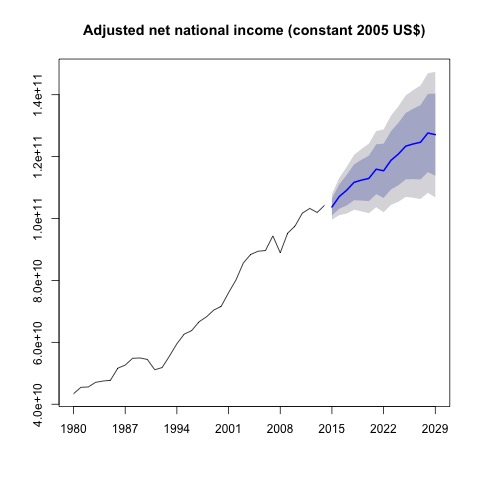 Adjusted net national income (constant 2005 US$)
1.4e+11
1.2e+11
1.0e+11
8.0e+10
6.0e+10
4.0e+10
1980 1987 1994 2001 2008 2015 2022 2029